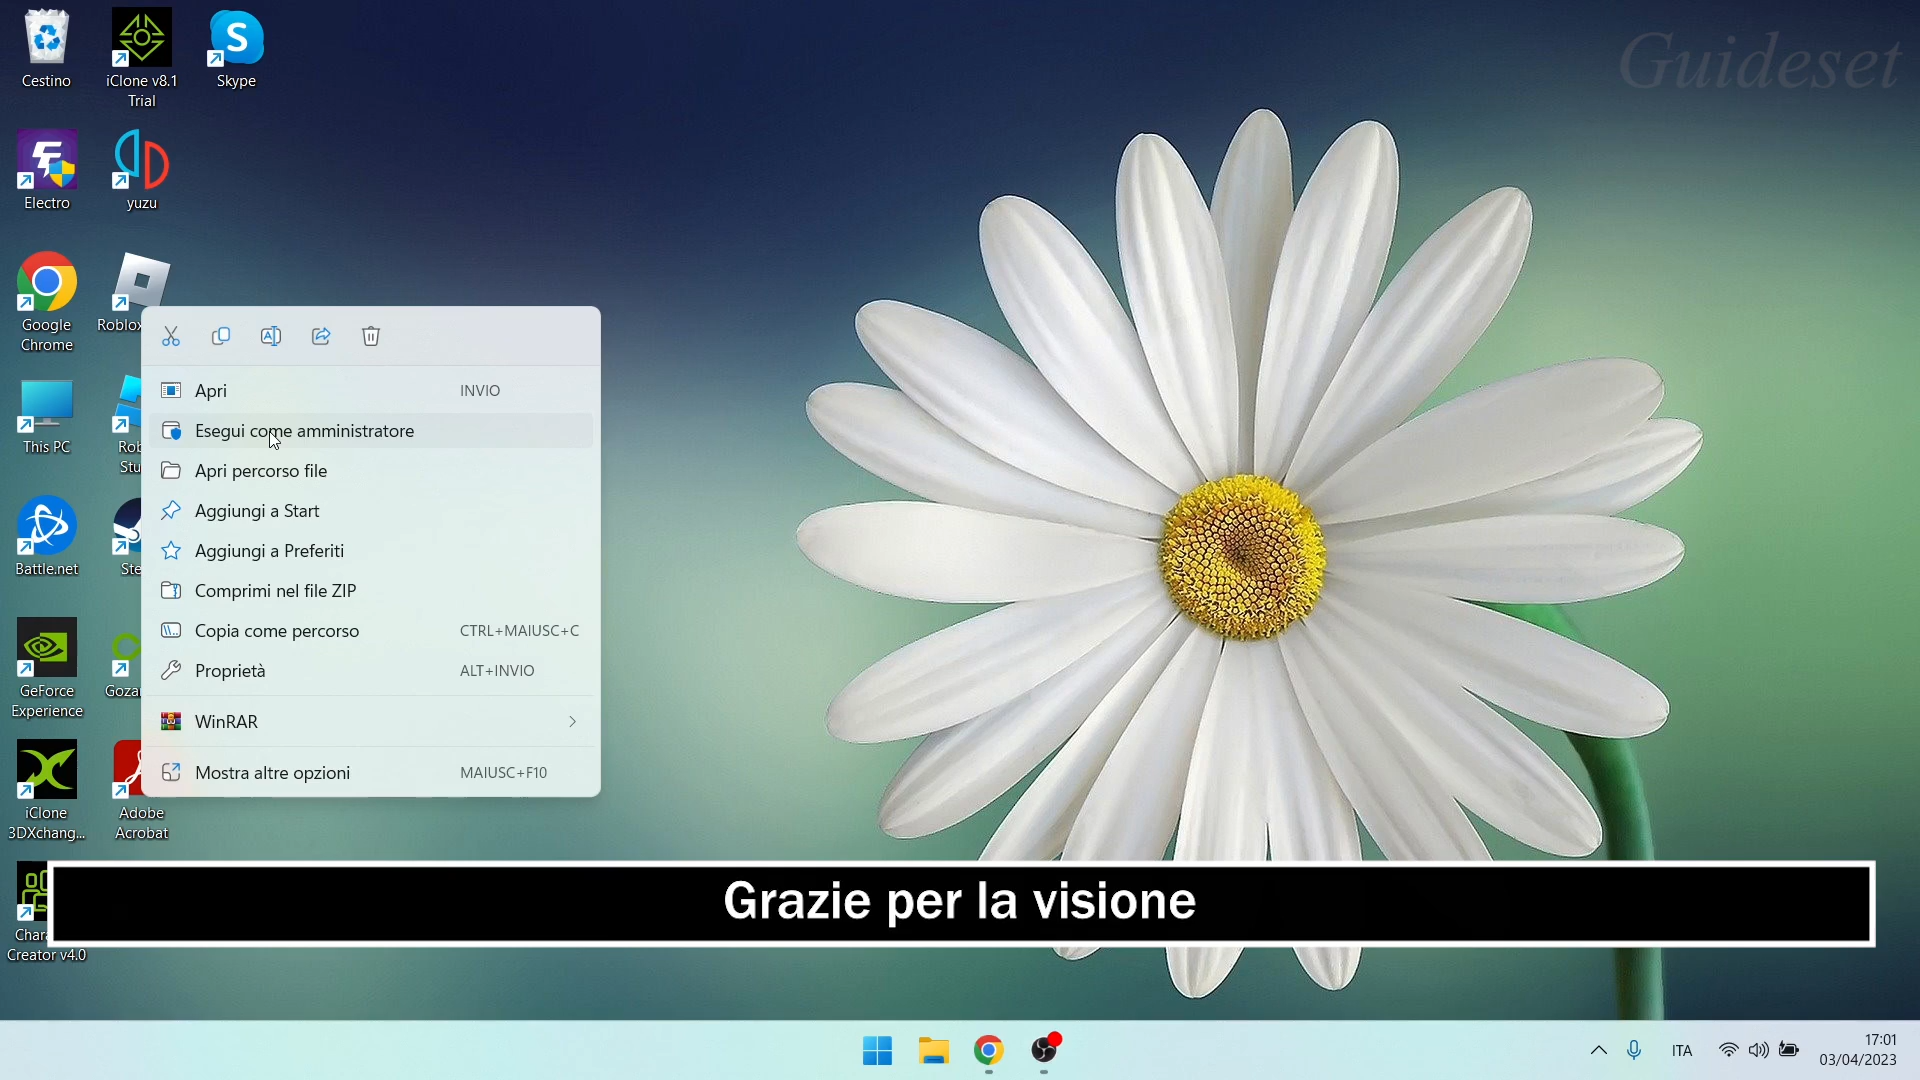 Guideset
Cestino
iClone v8.1
Trial
Skype
Electro
yuzu
Google
Chrome
This PC
Battle.net
GeForce
Experience
iClone
3DXchang...
Adobe
Acrobat
Creator v4.0
Apri INVIO
Esegui come amministratore
Apri percorso file
Aggiungi a Start
Aggiungi a Preferiti
Comprimi nel file ZIP
Copia come percorso CTRL+MAIUSC+C
Proprietà ALT+INVIO
WinRAR
Mostra altre opzioni MAIUSC+F10
Grazie per la visione
ITA
17:01
03/04/2023